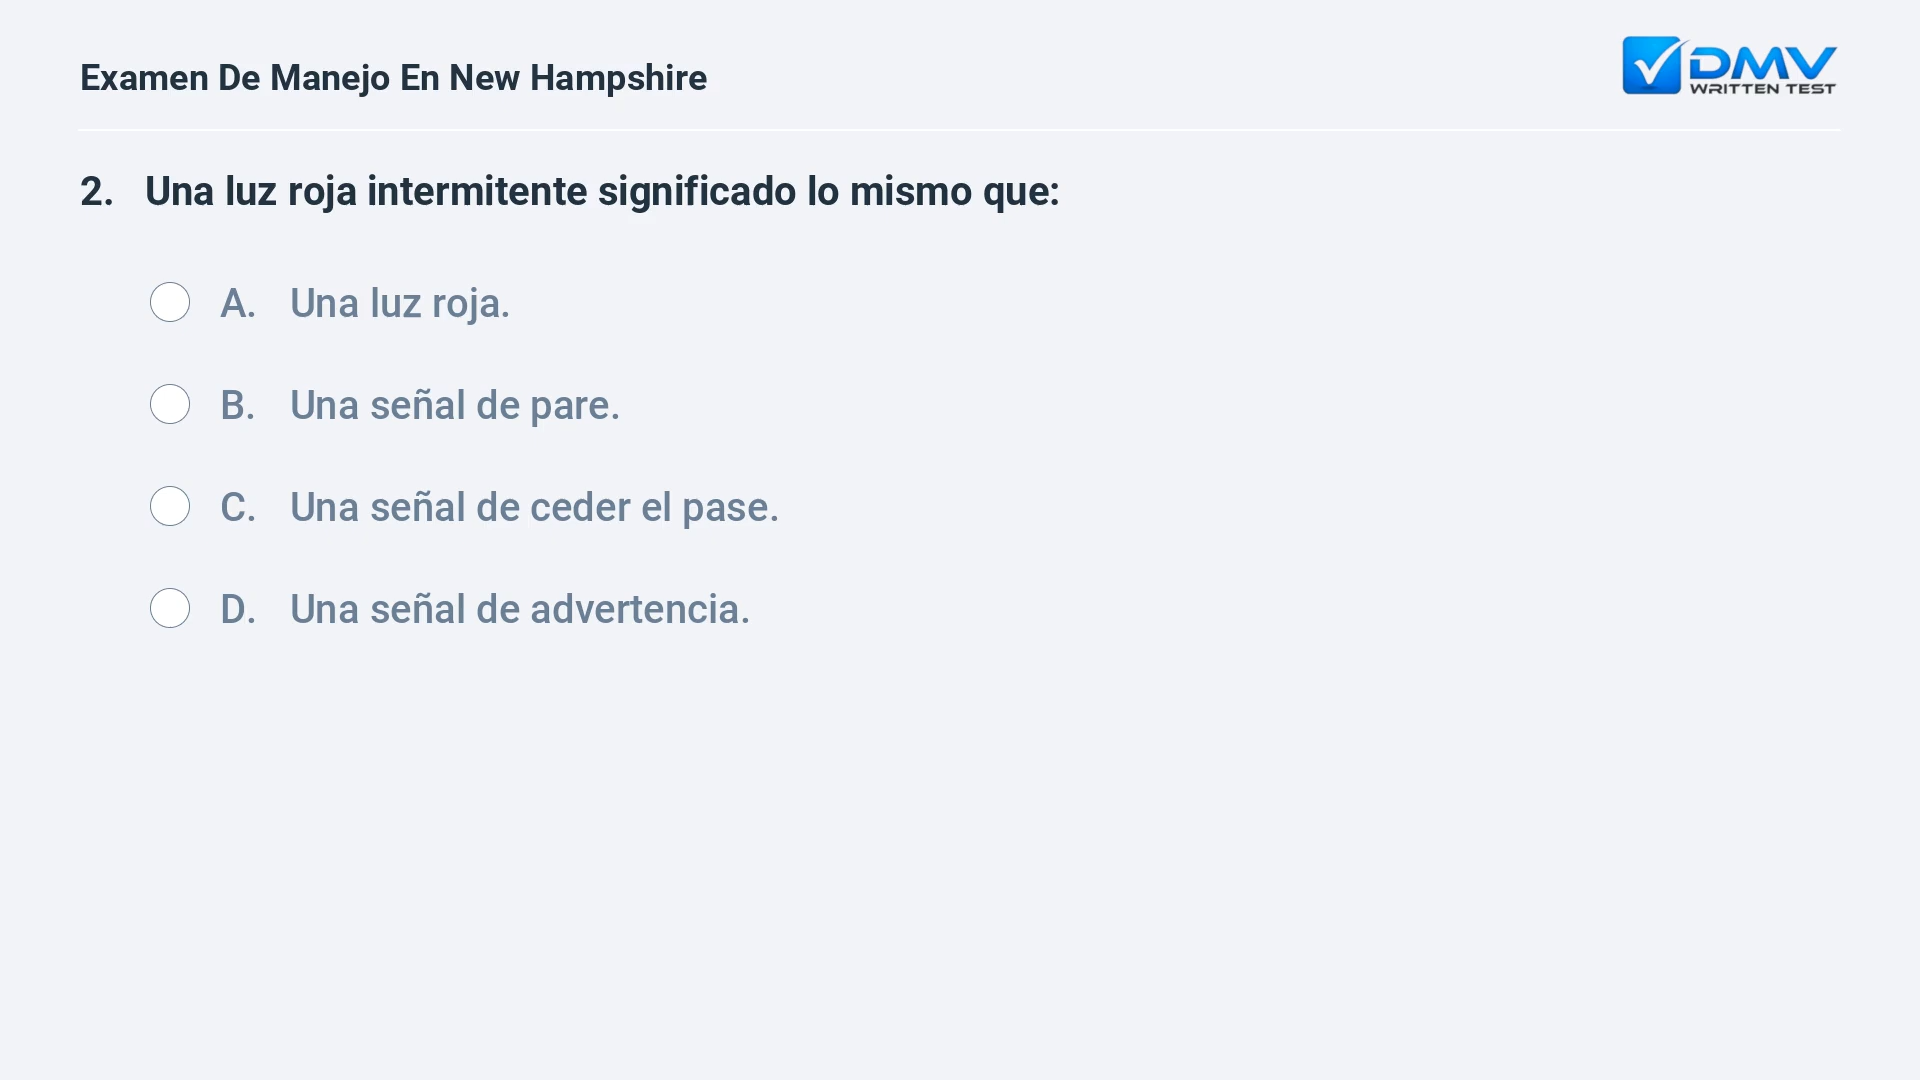 Examen De Manejo En New Hampshire
DMV
WRITTEN TEST
2. Una luz roja intermitente significado lo mismo que:
A. Una luz roja.
B. Una señal de pare.
C. Una señal de ceder el pase.
D. Una señal de advertencia.